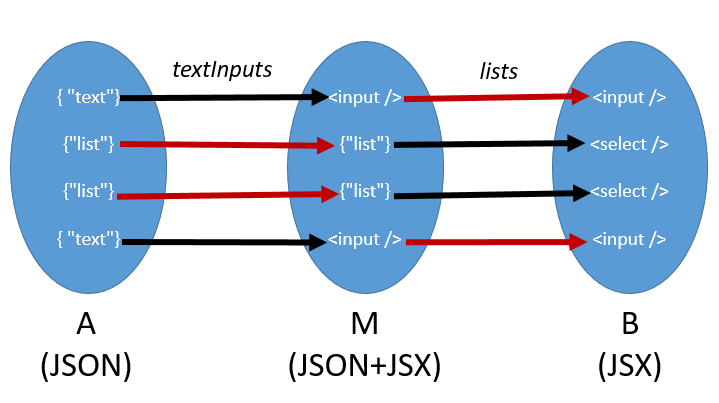 textInputs
lists
{ "text"}
<input />
<input />
{"list"}
{"list"}
<select />
{"list"}
{"list"}
<select />
{ "text"}
<input />
<input />
A
M
B
(JSON)
(JSON+JSX)
(JSX)